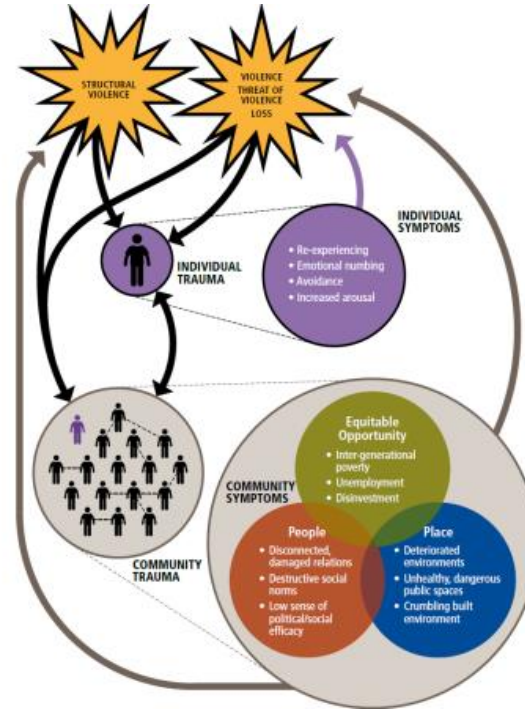 STRUCTURAL
VIOLENCE
VIOLENCE
THREAT OF
VIOLENCE
LOSS
INDIVIDUAL
SYMPTOMS
• Re-experiencing
• Emotional numbing
• Avoidance
• Increased arousal
INDIVIDUAL
TRAUMA
Equitable
Opportunity
• Inter-generational
poverty
• Unemployment
• Disinvestment
COMMUNITY
SYMPTOMS
People
• Disconnected,
damaged relations
• Destructive social
norms
• Low sense of
political/social
efficacy
Place
• Deteriorated
environments
• Unhealthy, dangerous
public spaces
• Crumbling built
environment
COMMUNITY
TRAUMA